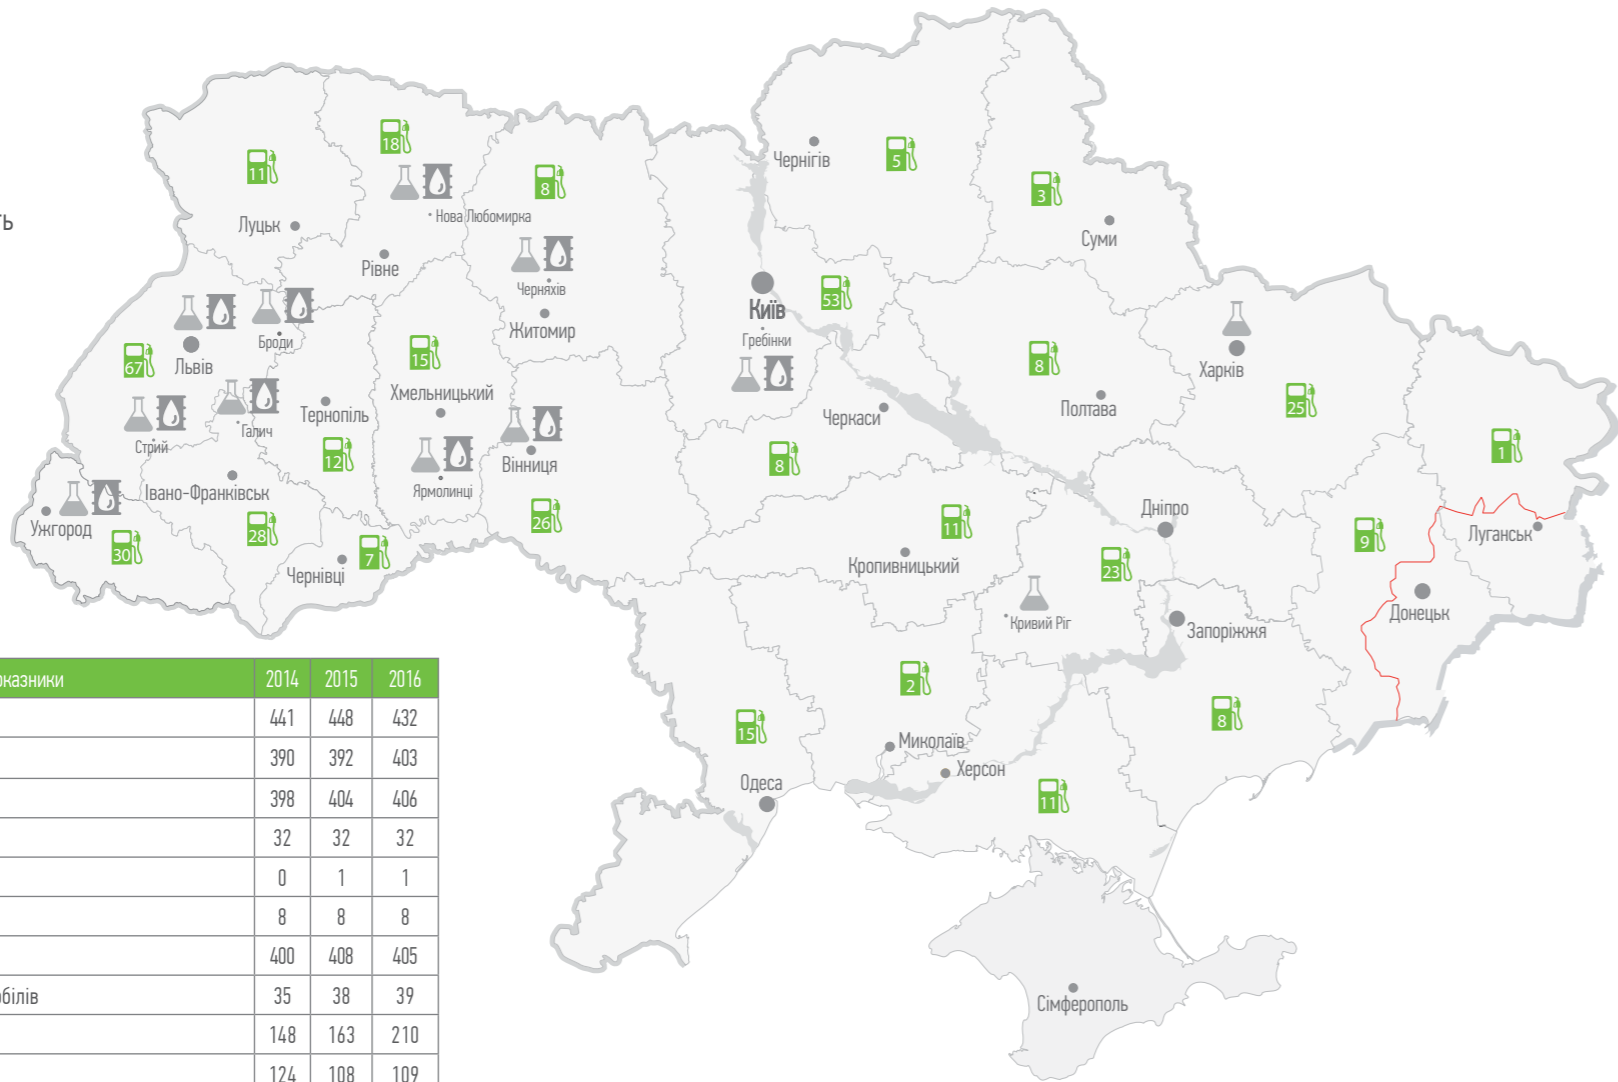 ть
18
11
8
Нова Любомирка
Луцьк
Рівне
Чернігів
5
3
Суми
Черняхів
Житомир
Київ
Гребінки
53
Броди
Львів
67
15
Хмельницький
Тернопіль
Галич
Стрий
12
Ярмолинці
Вінниця
26
Івано-Франківськ
28
Ужгород
30
Чернівці
7
Черкаси
8
8
Полтава
Харків
25
1
Луганськ
9
Донецьк
Дніпро
23
Кривий Ріг
11
Кропивницький
Запоріжжя
8
2
Миколаїв
Херсон
11
15
Одеса
Сімферополь
оказники 2014 2015 2016
441 448 432
390 392 403
398 404 406
32 32 32
0 1 1
8 8 8
400 408 405
обілів 35 38 39
148 163 210
124 108 109